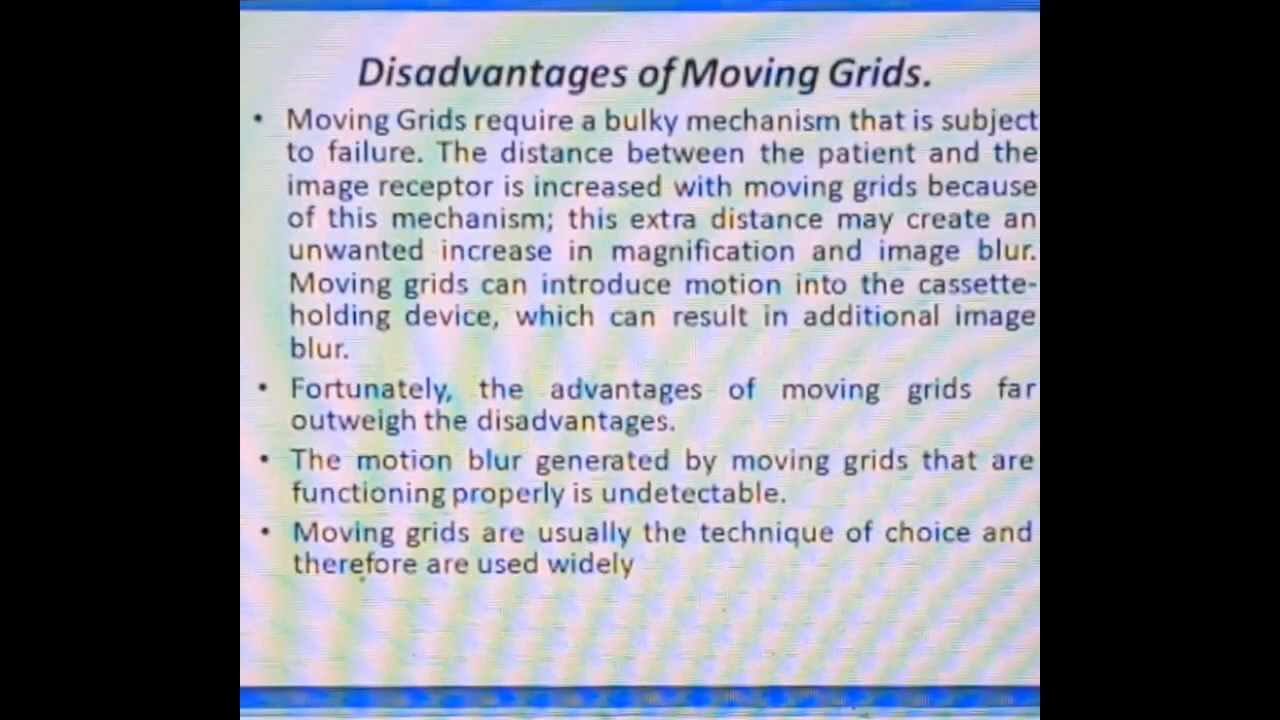 Disadvantages of Moving Grids.
• Moving Grids require a bulky mechanism that is subject
to failure. The distance between the patient and the
image receptor is increased with moving grids because
of this mechanism; this extra distance may create an
unwanted increase in magnification and image blur.
Moving grids can introduce motion into the cassette-
holding device, which can result in additional image
blur.
• Fortunately, the advantages of moving grids far
outweigh the disadvantages.
• The motion blur generated by moving grids that are
functioning properly is undetectable.
• Moving grids are usually the technique of choice and
therefore are used widely